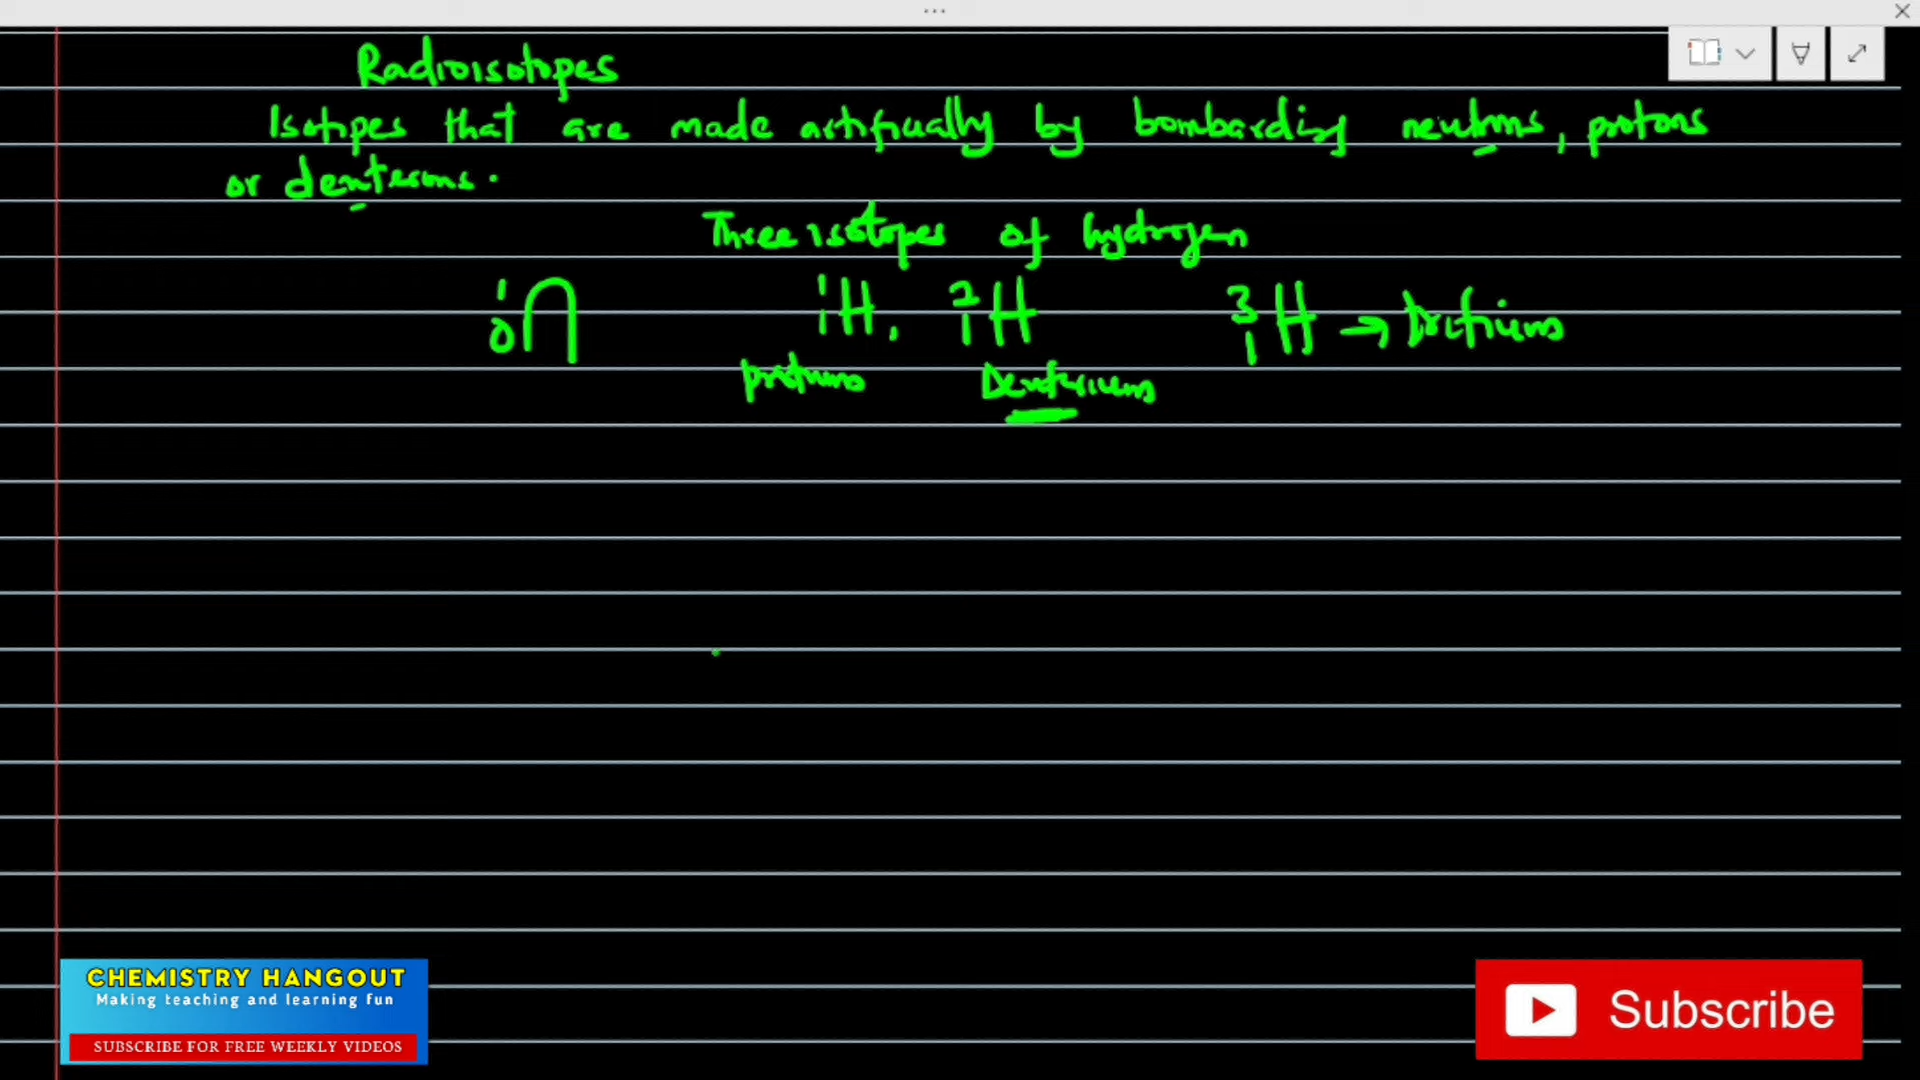 Radioisotopes
Isotopes that are made artificially by bombarding neutrons, protons
or deuterons.
Three isotopes of hydrogen
¹₀n ¹₁H, ²₁H ³₁H → Tritium
protium Deuterium
CHEMISTRY HANGOUT
Making teaching and learning fun
SUBSCRIBE FOR FREE WEEKLY VIDEOS
Subscribe